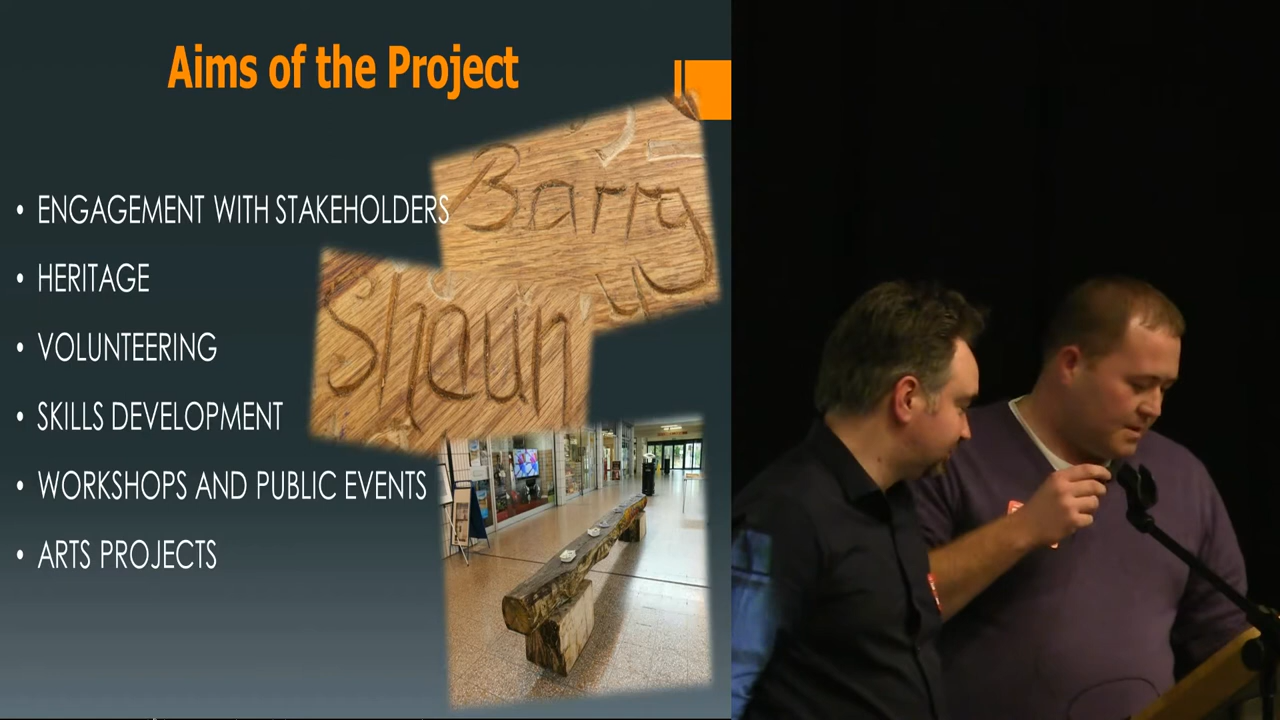 Aims of the Project
• ENGAGEMENT WITH STAKEHOLDERS
• HERITAGE
• VOLUNTEERING
• SKILLS DEVELOPMENT
• WORKSHOPS AND PUBLIC EVENTS
• ARTS PROJECTS
Barry
Shaun